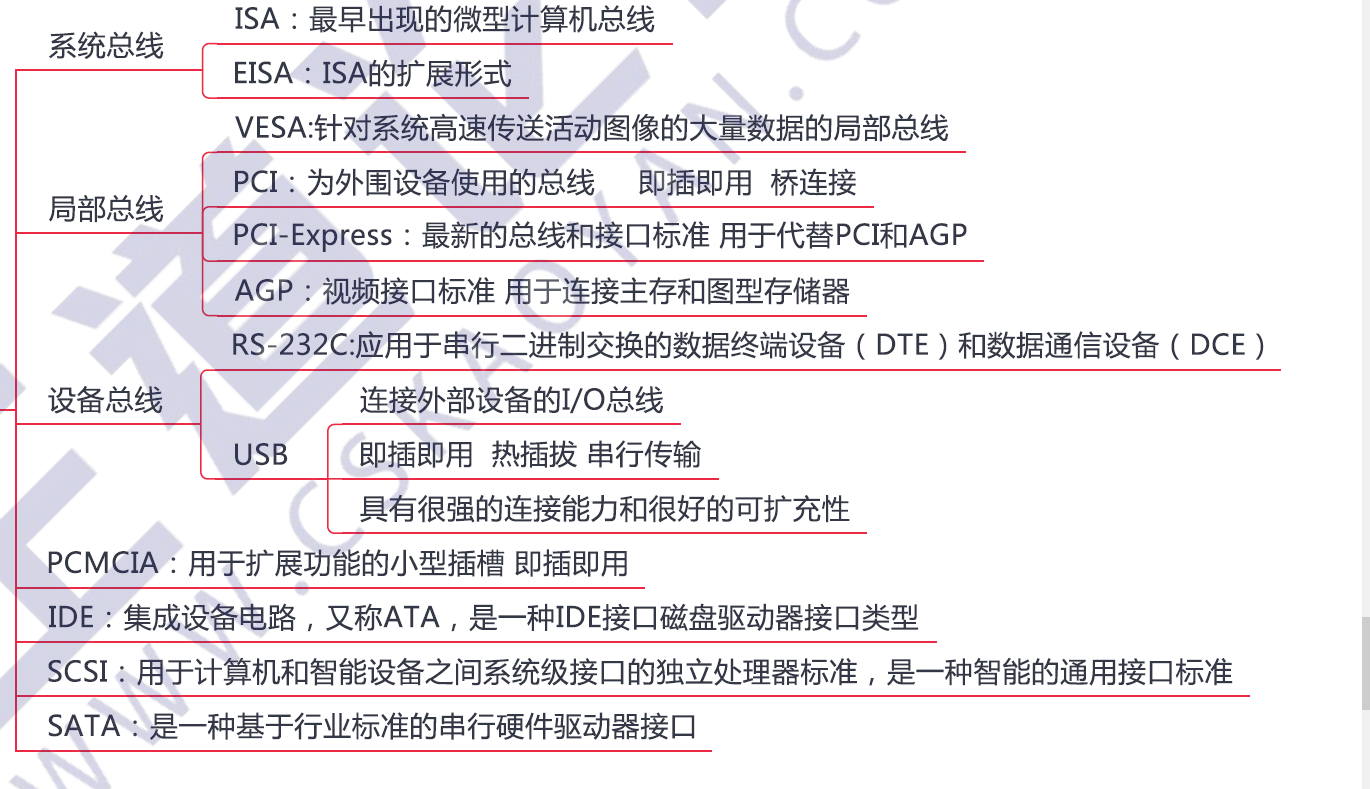 ISA：最早出现的微型计算机总线
系统总线
EISA：ISA的扩展形式
VESA:针对系统高速传送活动图像的大量数据的局部总线
PCI：为外围设备使用的总线 即插即用 桥连接
局部总线
PCI-Express：最新的总线和接口标准 用于代替PCI和AGP
AGP：视频接口标准 用于连接主存和图型存储器
RS-232C:应用于串行二进制交换的数据终端设备（DTE）和数据通信设备（DCE）
设备总线
连接外部设备的I/O总线
USB
即插即用 热插拔 串行传输
具有很强的连接能力和很好的可扩充性
PCMCIA：用于扩展功能的小型插槽 即插即用
IDE：集成设备电路，又称ATA，是一种IDE接口磁盘驱动器接口类型
SCSI：用于计算机和智能设备之间系统级接口的独立处理器标准，是一种智能的通用接口标准
SATA：是一种基于行业标准的串行硬件驱动器接口
WWW.CSKAOYAN.C